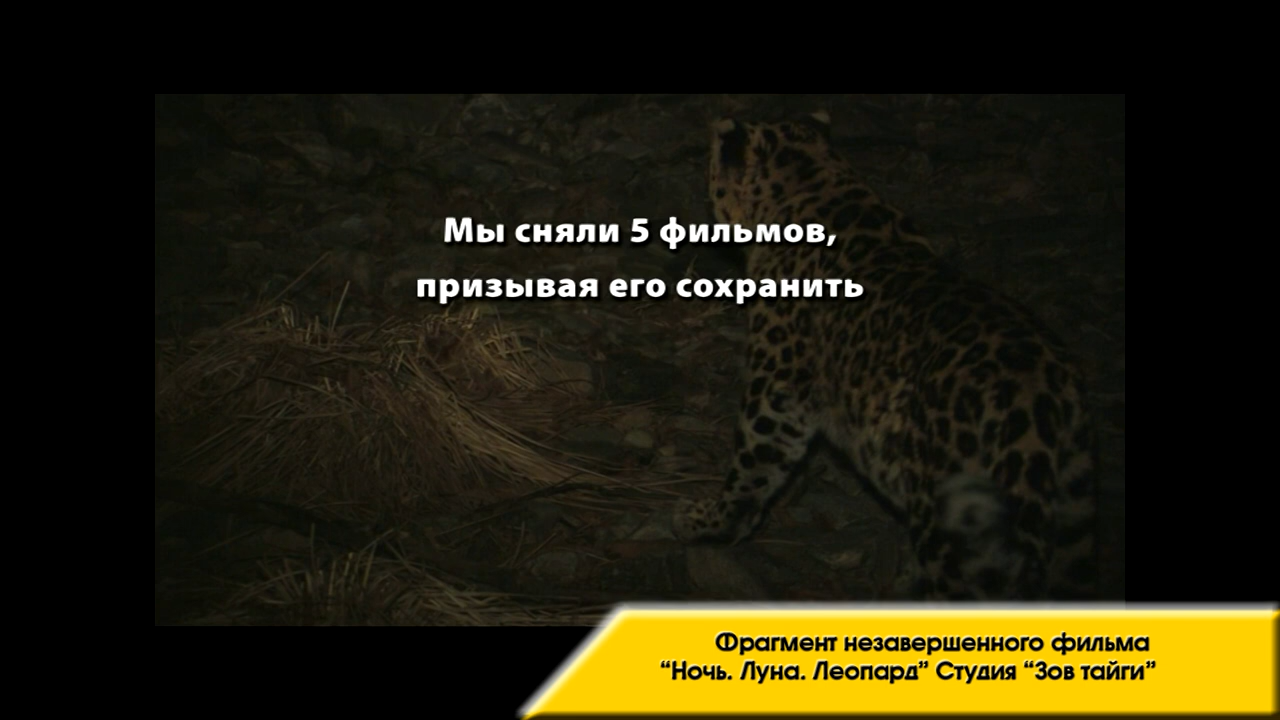 Мы сняли 5 фильмов,
призывая его сохранить
Фрагмент незавершенного фильма
“Ночь. Луна. Леопард” Студия “Зов тайги”